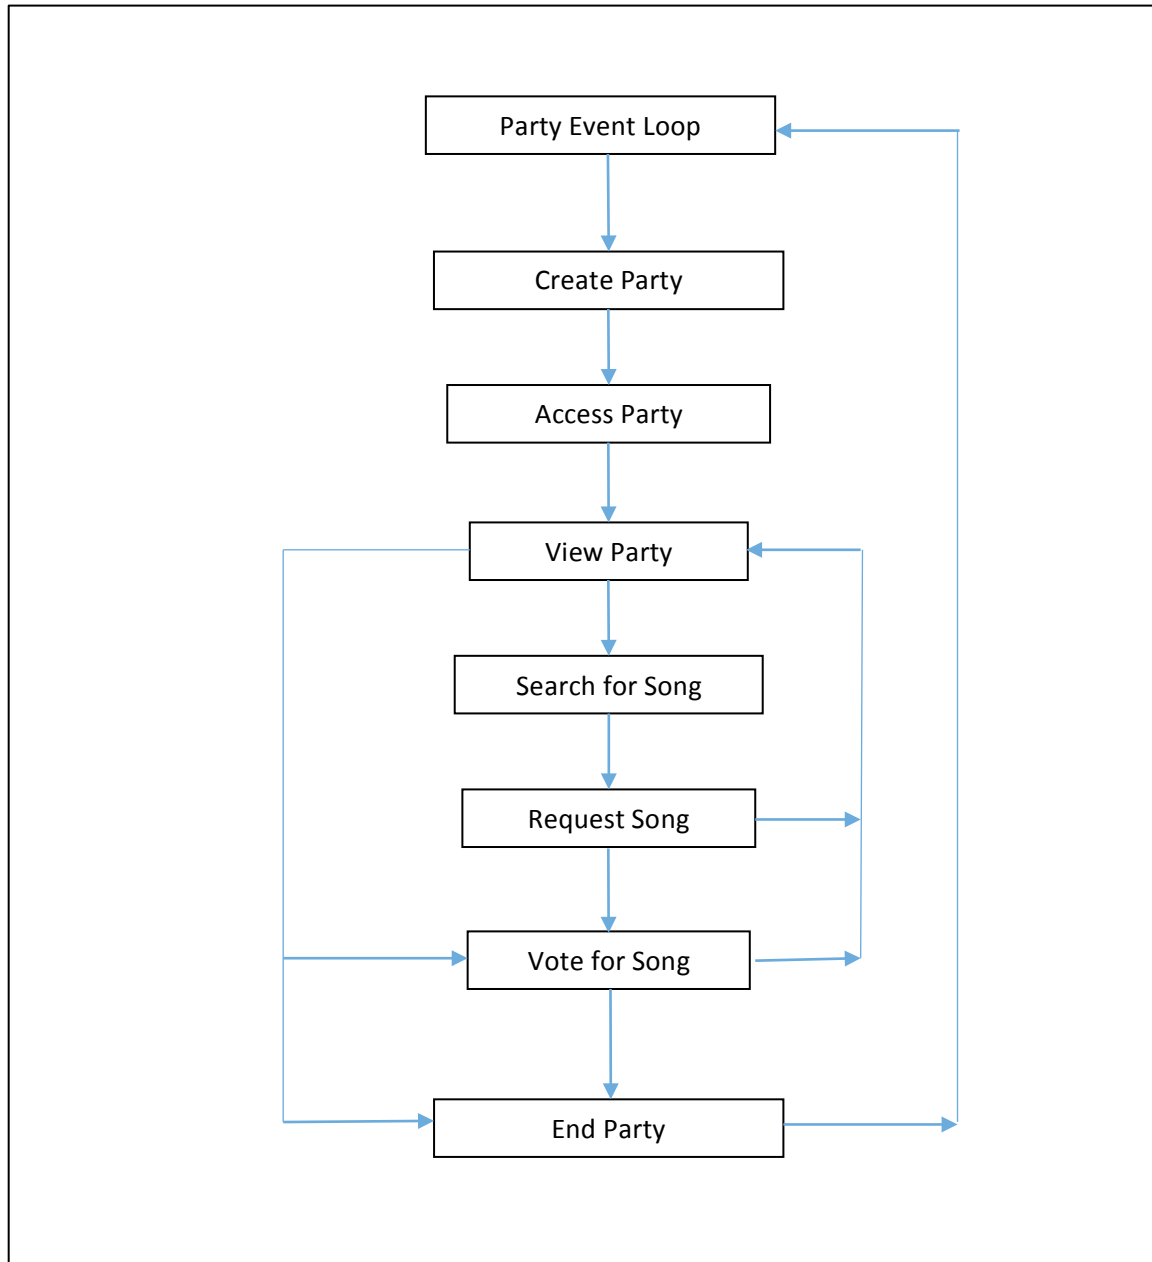 Party Event Loop
Create Party
Access Party
View Party
Search for Song
Request Song
Vote for Song
End Party